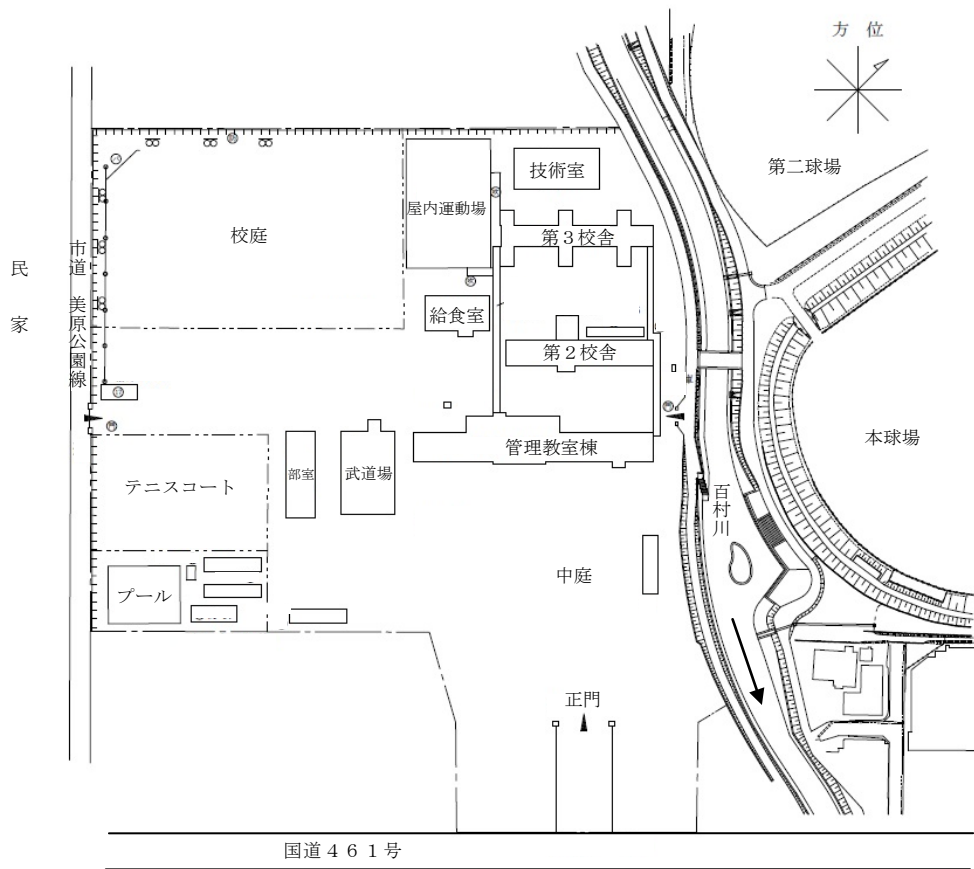 方 位
第二球場
技術室
屋内運動場
第３校舎
校庭
市道 美原公園線
民 家
給食室
第２校舎
本球場
管理教室棟
部室
武道場
テニスコート
百村川
プール
中庭
正門
国道４６１号